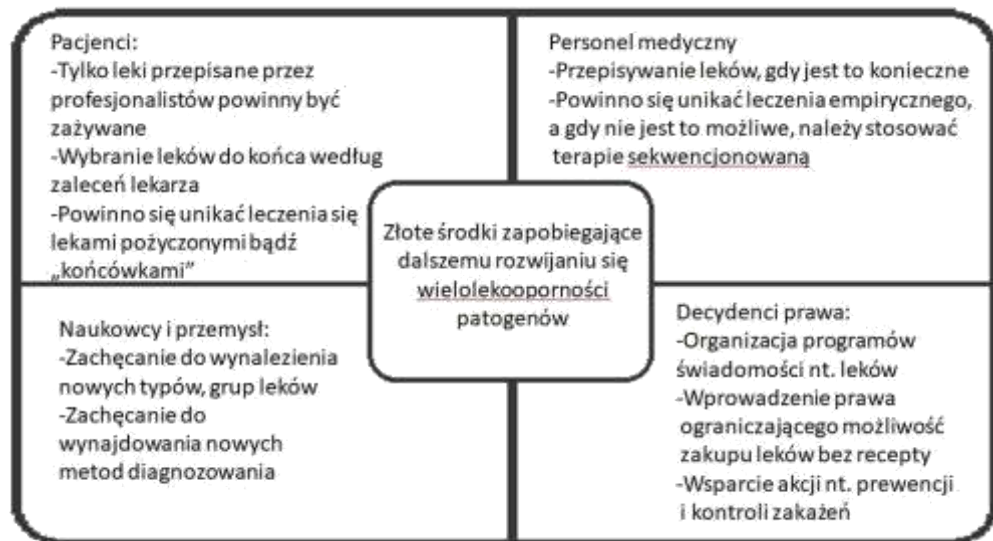 Pacjenci:
-Tylko leki przepisane przez
profesjonalistów powinny być
zażywane
-Wybranie leków do końca według
zaleceń lekarza
-Powinno się unikać leczenia się
lekami pożyczonymi bądź
„końcówkami”
Personel medyczny
-Przepisywanie leków, gdy jest to konieczne
-Powinno się unikać leczenia empirycznego,
a gdy nie jest to możliwe, należy stosować
terapie sekwencjonowaną
Złote środki zapobiegające
dalszemu rozwijaniu się
wielolekooporności
patogenów
Naukowcy i przemysł:
-Zachęcanie do wynalezienia
nowych typów, grup leków
-Zachęcanie do
wynajdowania nowych
metod diagnozowania
Decydenci prawa:
-Organizacja programów
świadomości nt. leków
-Wprowadzenie prawa
ograniczającego możliwość
zakupu leków bez recepty
-Wsparcie akcji nt. prewencji
i kontroli zakażeń